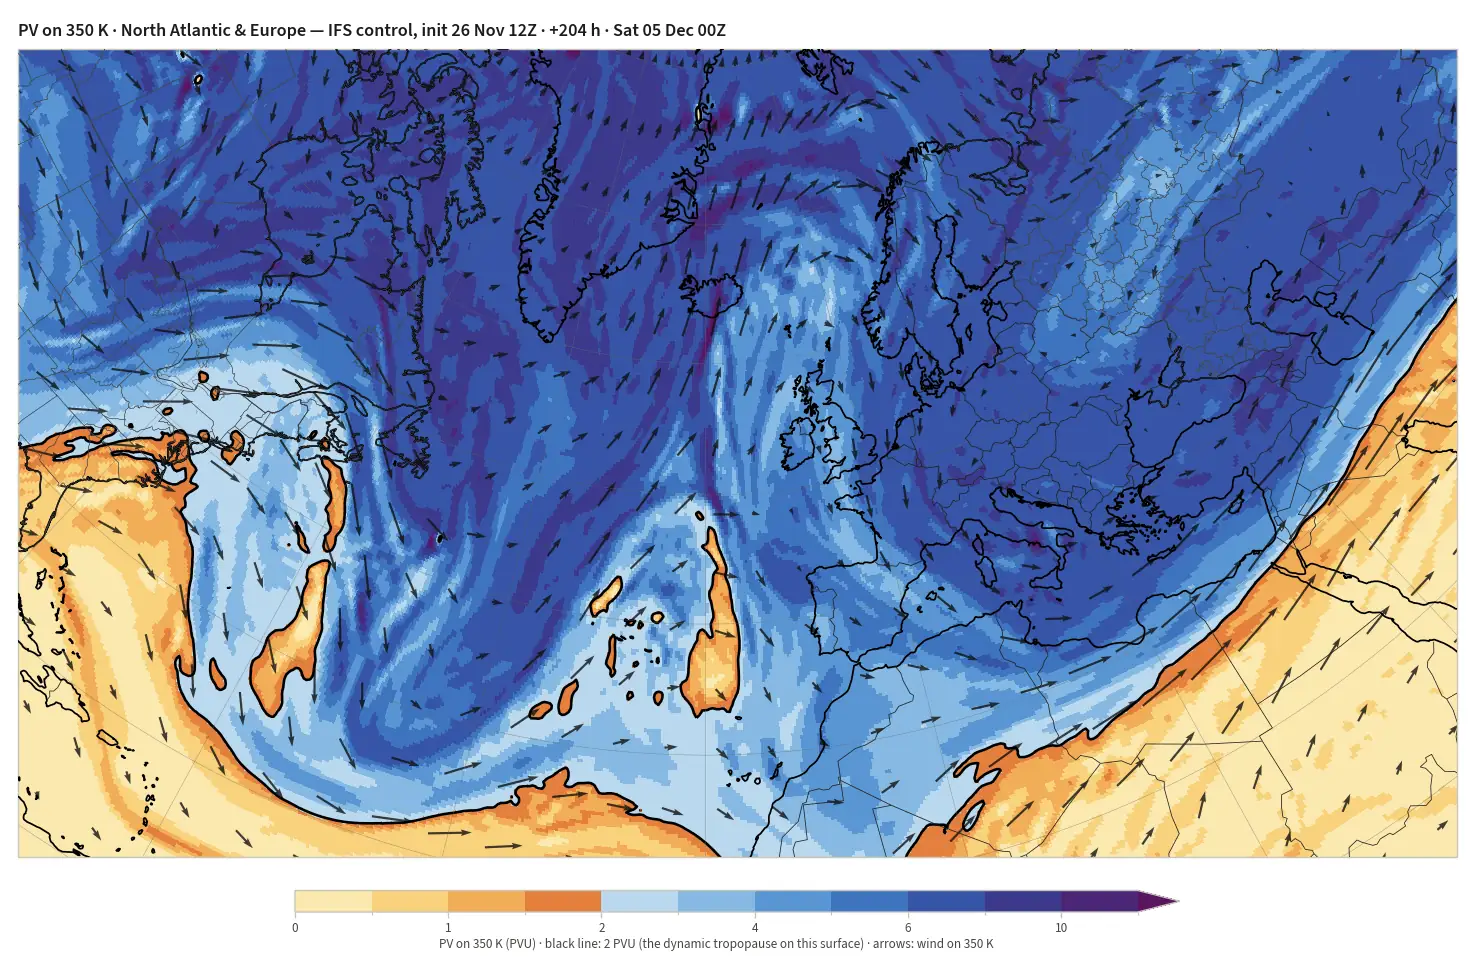 PV on 350 K · North Atlantic & Europe — IFS control, init 26 Nov 12Z · +204 h · Sat 05 Dec 00Z
0 1 2 4 6 10
PV on 350 K (PVU) · black line: 2 PVU (the dynamic tropopause on this surface) · arrows: wind on 350 K